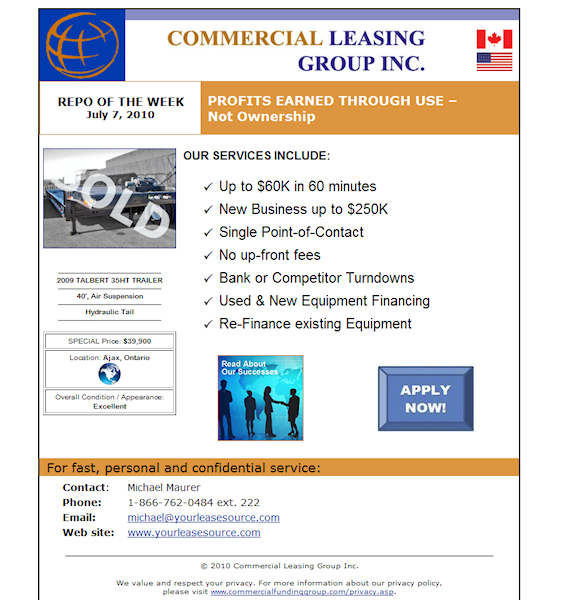 COMMERCIAL LEASING
GROUP INC.
REPO OF THE WEEK
July 7, 2010
PROFITS EARNED THROUGH USE –
Not Ownership
SOLD
2009 TALBERT 35HT TRAILER
40', Air Suspension
Hydraulic Tail
SPECIAL Price: $39,900
Location: Ajax, Ontario
Overall Condition / Appearance:
Excellent
OUR SERVICES INCLUDE:
✓ Up to $60K in 60 minutes
✓ New Business up to $250K
✓ Single Point-of-Contact
✓ No up-front fees
✓ Bank or Competitor Turndowns
✓ Used & New Equipment Financing
✓ Re-Finance existing Equipment
Read About
Our Successes
APPLY
NOW!
For fast, personal and confidential service:
Contact: Michael Maurer
Phone: 1-866-762-0484 ext. 222
Email: michael@yourleasesource.com
Web site: www.yourleasesource.com
© 2010 Commercial Leasing Group Inc.
We value and respect your privacy. For more information about our privacy policy,
please visit www.commercialfundinggroup.com/privacy.asp.